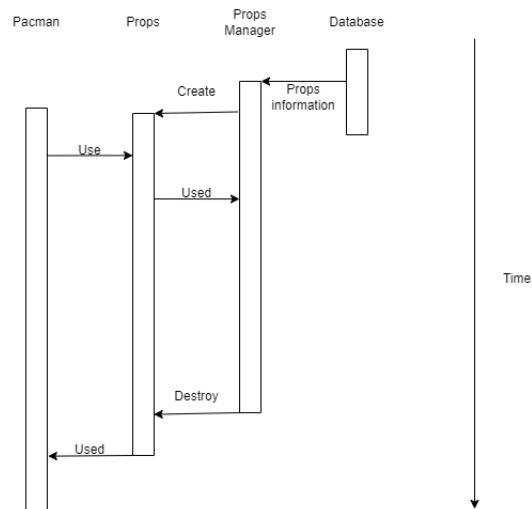 Pacman
Props
Props
Manager
Database
Create
Props
information
Use
Used
Time
Destroy
Used